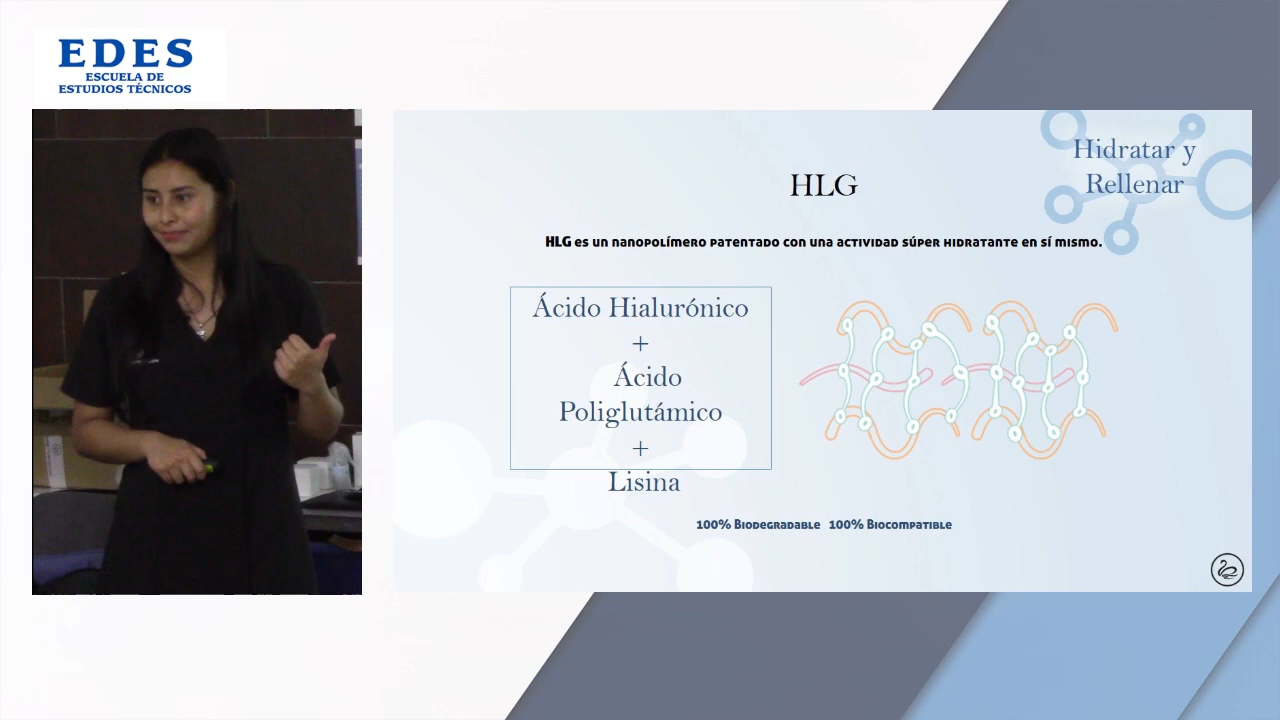 EDES
ESCUELA DE
ESTUDIOS TÉCNICOS
Hidratar y
Rellenar
HLG
HLG es un nanopolímero patentado con una actividad súper hidratante en sí mismo.
Ácido Hialurónico
+
Ácido
Poliglutámico
+
Lisina
100% Biodegradable 100% Biocompatible